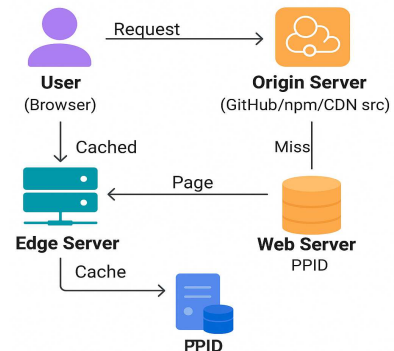 Request
User
(Browser)
Origin Server
(GitHub/npm/CDN src)
Cached
Miss
Page
Edge Server
Web Server
PPID
Cache
PPID